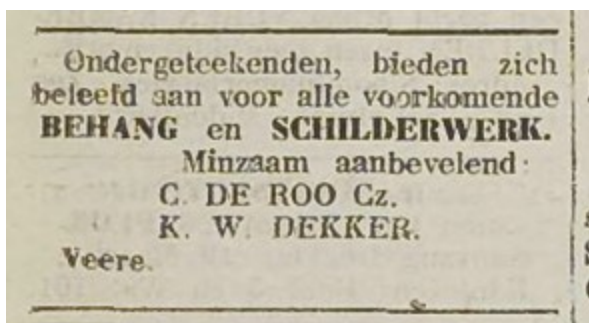 Ondergeteekenden, bieden zich
beleefd aan voor alle voorkomende
BEHANG en SCHILDERWERK.
Minzaam aanbevelend:
C. DE ROO Cz.
K. W. DEKKER.
Veere.